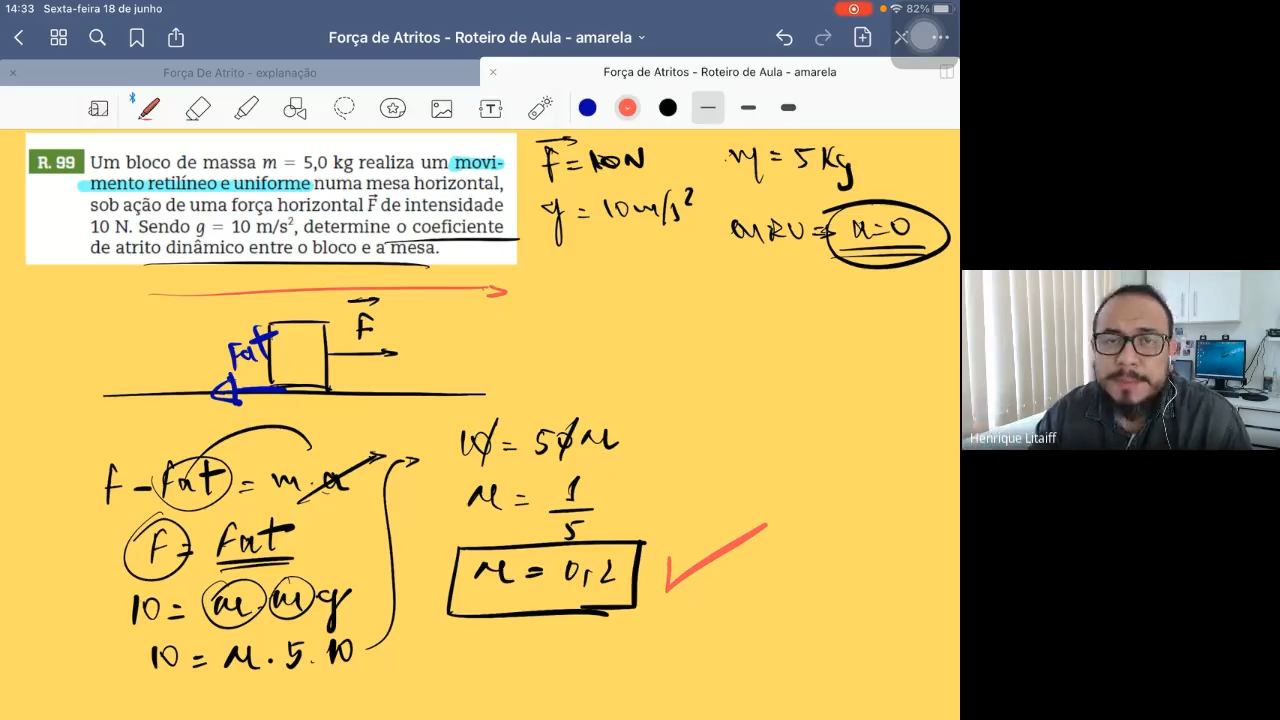 14:33 Sexta-feira 18 de junho
82%
Força de Atritos - Roteiro de Aula - amarela
Força De Atrito - explanação
Força de Atritos - Roteiro de Aula - amarela
R. 99 Um bloco de massa m = 5,0 kg realiza um movi-
mento retilíneo e uniforme numa mesa horizontal,
sob ação de uma força horizontal F⃗ de intensidade
10 N. Sendo g = 10 m/s², determine o coeficiente
de atrito dinâmico entre o bloco e a mesa.
F⃗ = 10N
m = 5 Kg
g = 10 m/s²
MRU ⇒ a = 0
F⃗
Fat
F - Fat = m . a
F = Fat
10 = μ . m g
10 = μ . 5 . 10
10 = 50 μ
μ = 1/5
μ = 0,2
Henrique Litaiff